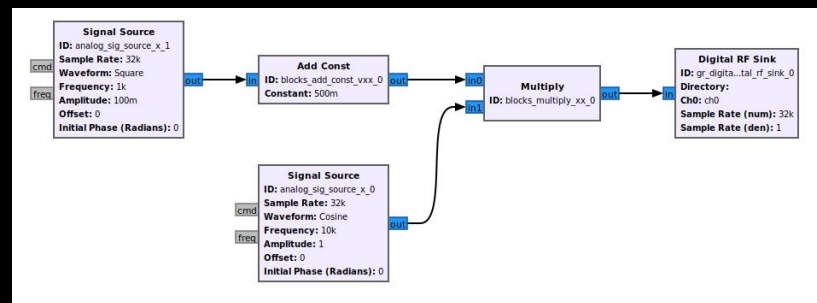 Signal Source
ID: analog_sig_source_x_1
Sample Rate: 32k
Waveform: Square
Frequency: 1k
Amplitude: 100m
Offset: 0
Initial Phase (Radians): 0
cmd
freq
out
in
Add Const
ID: blocks_add_const_vxx_0
Constant: 500m
out
Signal Source
ID: analog_sig_source_x_0
Sample Rate: 32k
Waveform: Cosine
Frequency: 10k
Amplitude: 1
Offset: 0
Initial Phase (Radians): 0
cmd
freq
out
in0
in1
Multiply
ID: blocks_multiply_xx_0
out
in
Digital RF Sink
ID: gr_digita...tal_rf_sink_0
Directory:
Ch0: ch0
Sample Rate (num): 32k
Sample Rate (den): 1